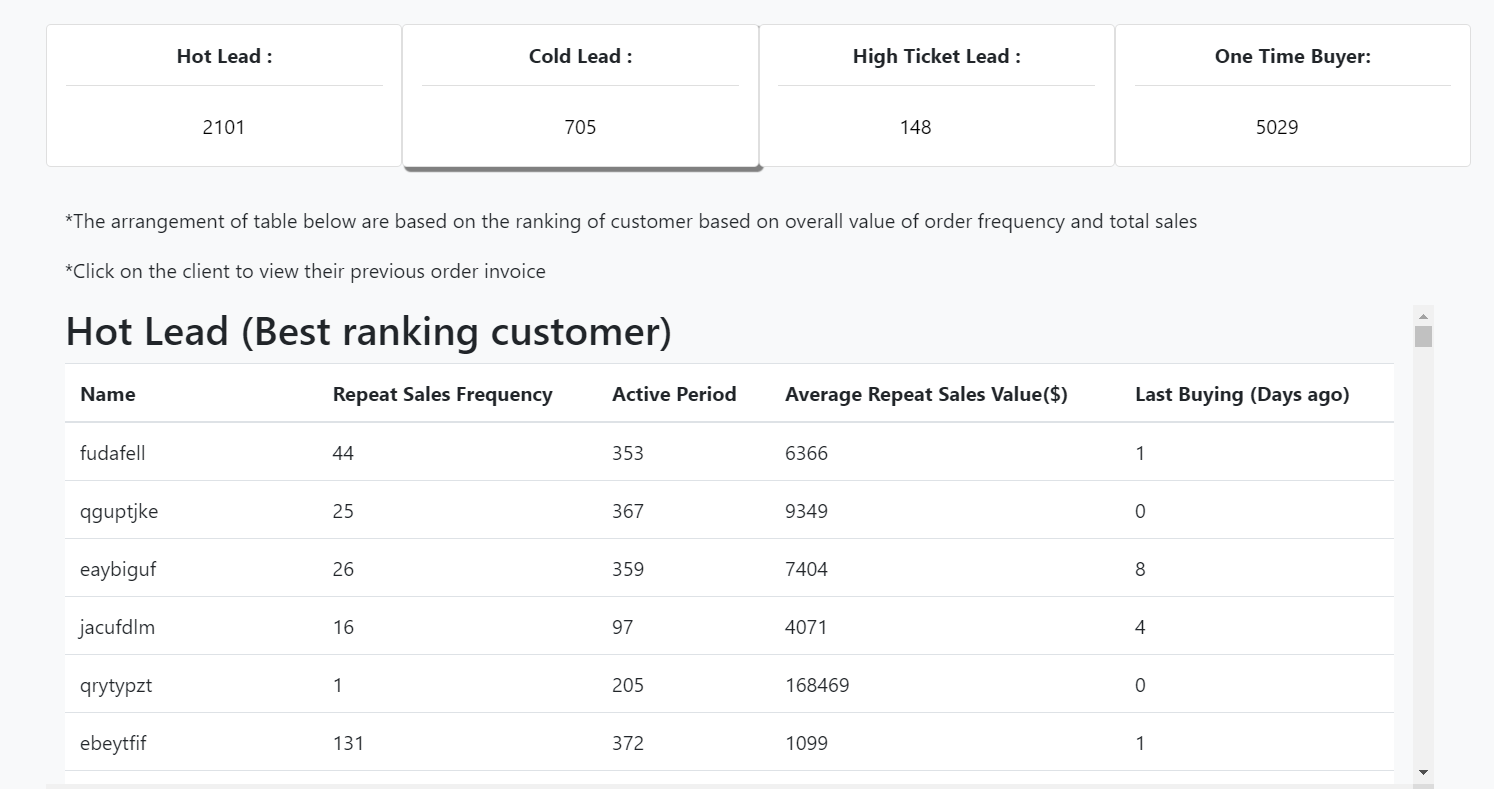 Hot Lead : Cold Lead : High Ticket Lead : One Time Buyer:
2101 705 148 5029
*The arrangement of table below are based on the ranking of customer based on overall value of order frequency and total sales
*Click on the client to view their previous order invoice
Hot Lead (Best ranking customer)
Name Repeat Sales Frequency Active Period Average Repeat Sales Value($) Last Buying (Days ago)
fudafell 44 353 6366 1
qguptjke 25 367 9349 0
eaybiguf 26 359 7404 8
jacufdlm 16 97 4071 4
qrytypzt 1 205 168469 0
ebeytfif 131 372 1099 1